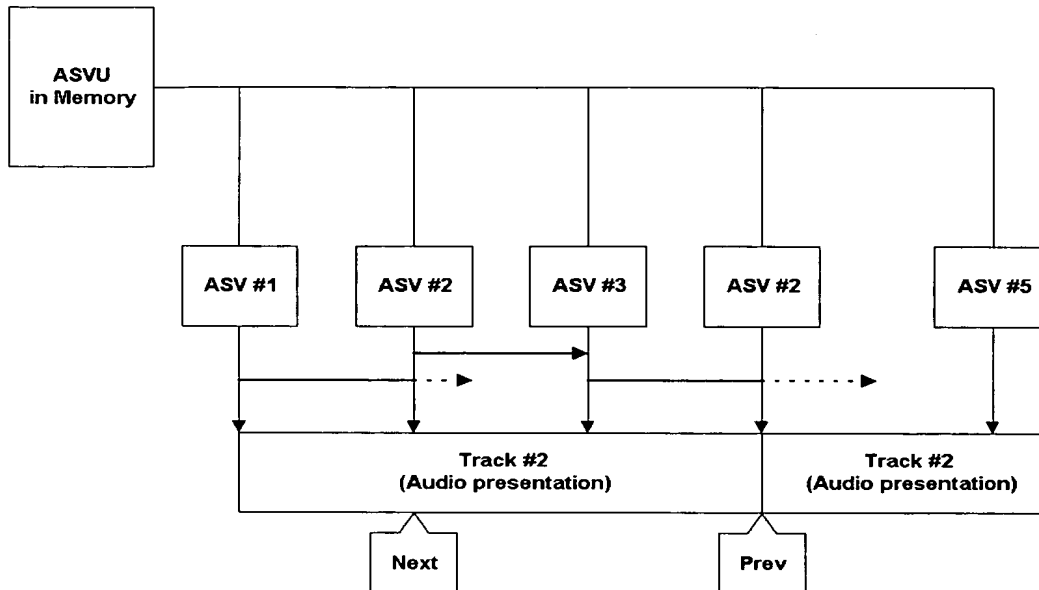 ASVU
in Memory
ASV #1
ASV #2
ASV #3
ASV #2
ASV #5
Track #2
(Audio presentation)
Track #2
(Audio presentation)
Next
Prev